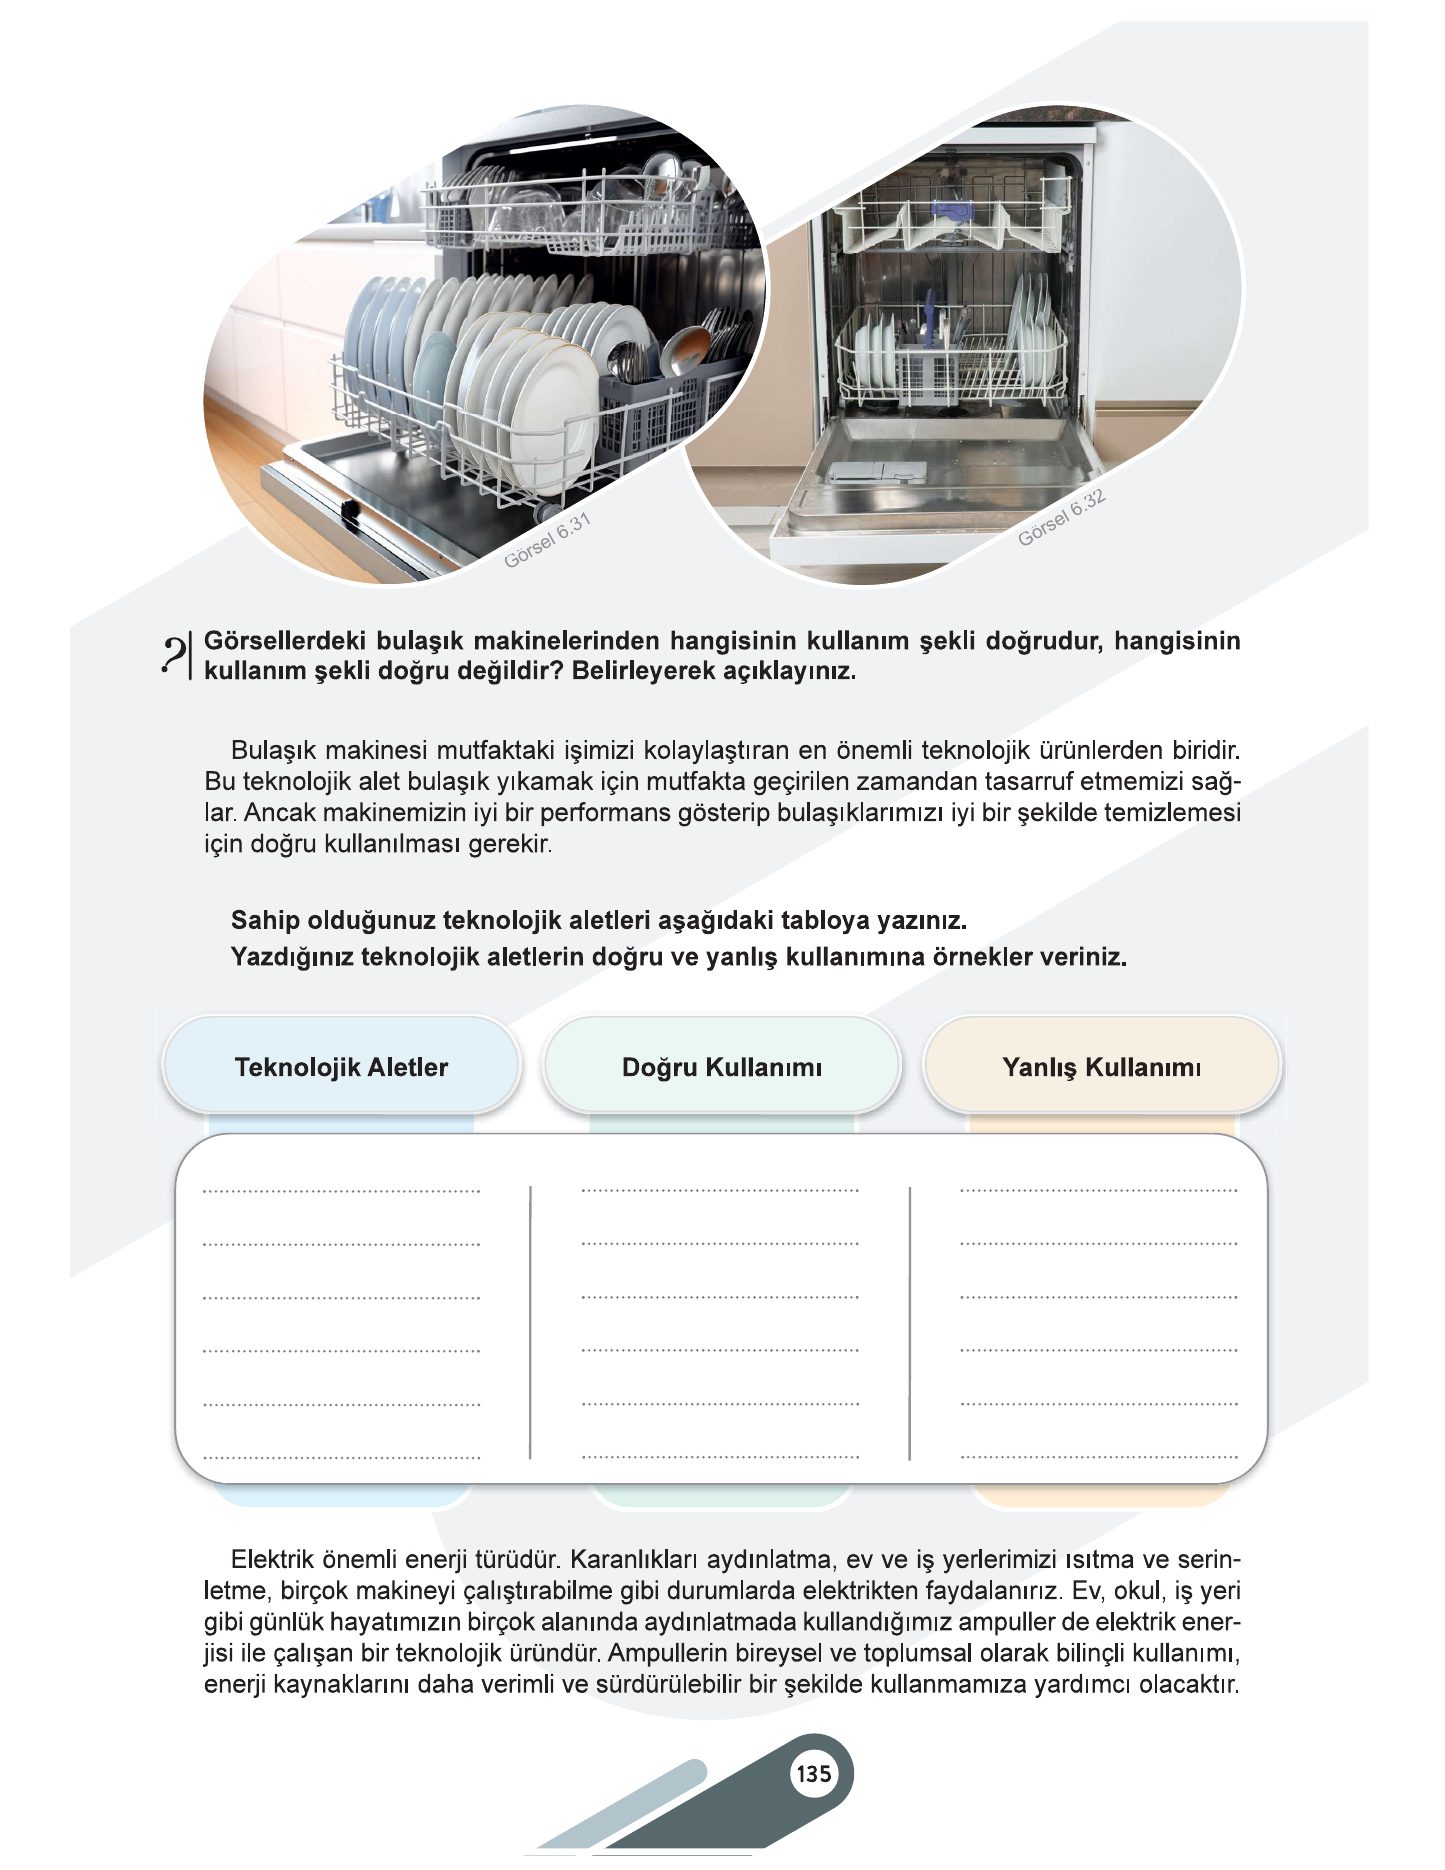 Görsel 6.31
Görsel 6.32
? Görsellerdeki bulaşık makinelerinden hangisinin kullanım şekli doğrudur, hangisinin
kullanım şekli doğru değildir? Belirleyerek açıklayınız.
Bulaşık makinesi mutfaktaki işimizi kolaylaştıran en önemli teknolojik ürünlerden biridir.
Bu teknolojik alet bulaşık yıkamak için mutfakta geçirilen zamandan tasarruf etmemizi sağ-
lar. Ancak makinemizin iyi bir performans gösterip bulaşıklarımızı iyi bir şekilde temizlemesi
için doğru kullanılması gerekir.
Sahip olduğunuz teknolojik aletleri aşağıdaki tabloya yazınız.
Yazdığınız teknolojik aletlerin doğru ve yanlış kullanımına örnekler veriniz.
Teknolojik Aletler
Doğru Kullanımı
Yanlış Kullanımı
Elektrik önemli enerji türüdür. Karanlıkları aydınlatma, ev ve iş yerlerimizi ısıtma ve serin-
letme, birçok makineyi çalıştırabilme gibi durumlarda elektrikten faydalanırız. Ev, okul, iş yeri
gibi günlük hayatımızın birçok alanında aydınlatmada kullandığımız ampuller de elektrik ener-
jisi ile çalışan bir teknolojik üründür. Ampullerin bireysel ve toplumsal olarak bilinçli kullanımı,
enerji kaynaklarını daha verimli ve sürdürülebilir bir şekilde kullanmamıza yardımcı olacaktır.
135